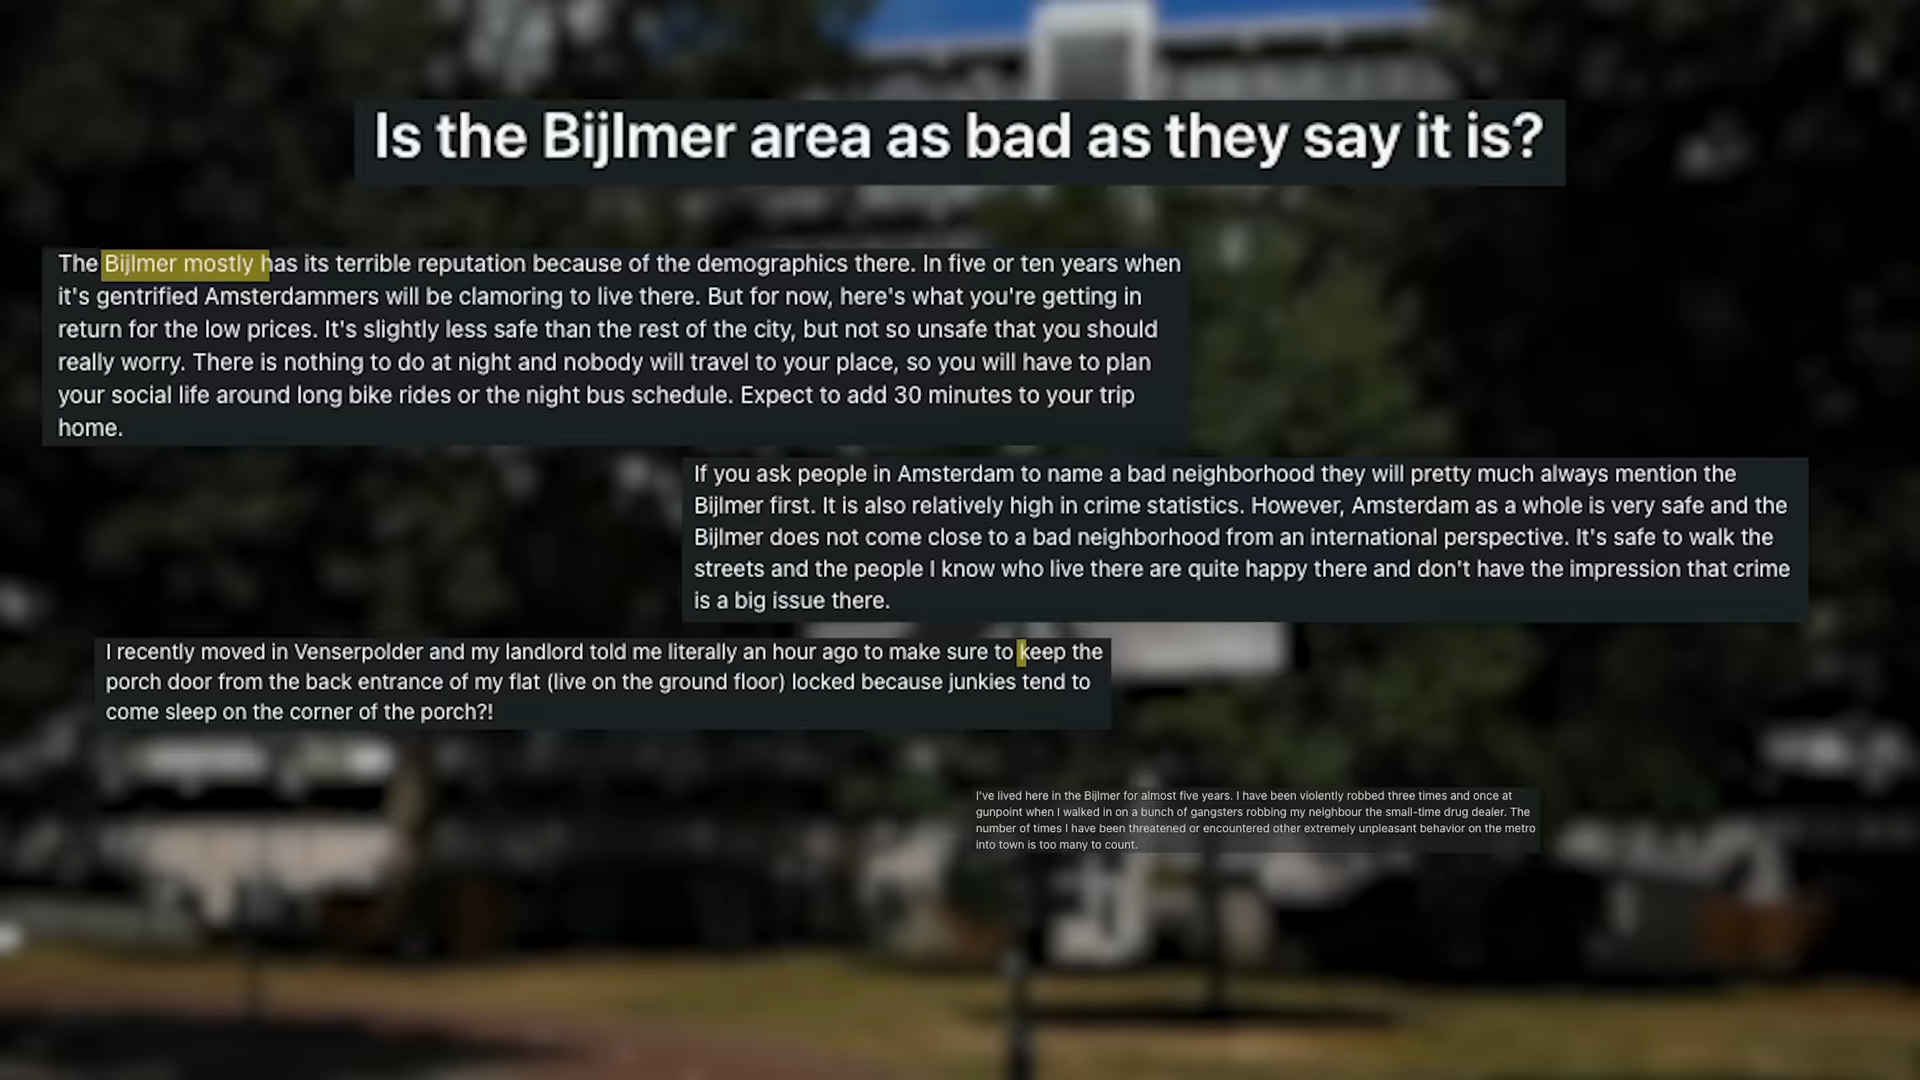 Is the Bijlmer area as bad as they say it is?
The Bijlmer mostly has its terrible reputation because of the demographics there. In five or ten years when
it's gentrified Amsterdammers will be clamoring to live there. But for now, here's what you're getting in
return for the low prices. It's slightly less safe than the rest of the city, but not so unsafe that you should
really worry. There is nothing to do at night and nobody will travel to your place, so you will have to plan
your social life around long bike rides or the night bus schedule. Expect to add 30 minutes to your trip
home.
If you ask people in Amsterdam to name a bad neighborhood they will pretty much always mention the
Bijlmer first. It is also relatively high in crime statistics. However, Amsterdam as a whole is very safe and the
Bijlmer does not come close to a bad neighborhood from an international perspective. It's safe to walk the
streets and the people I know who live there are quite happy there and don't have the impression that crime
is a big issue there.
I recently moved in Venserpolder and my landlord told me literally an hour ago to make sure to keep the
porch door from the back entrance of my flat (live on the ground floor) locked because junkies tend to
come sleep on the corner of the porch?!
I've lived here in the Bijlmer for almost five years. I have been violently robbed three times and once at
gunpoint when I walked in on a bunch of gangsters robbing my neighbour the small-time drug dealer. The
number of times I have been threatened or encountered other extremely unpleasant behavior on the metro
into town is too many to count.